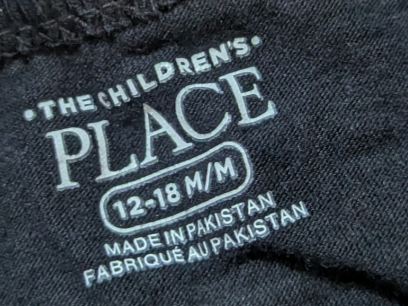 •THE CHILDREN'S•
PLACE
12-18 M/M
MADE IN PAKISTAN
FABRIQUÉ AU PAKISTAN